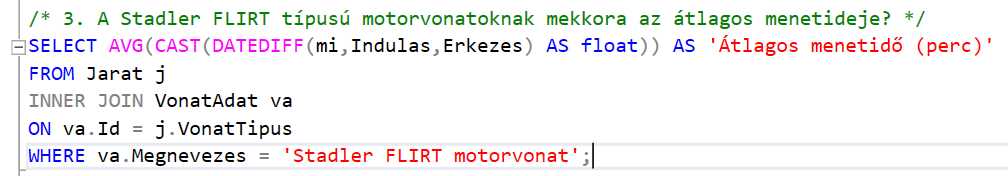 /* 3. A Stadler FLIRT típusú motorvonatoknak mekkora az átlagos menetideje? */
SELECT AVG(CAST(DATEDIFF(mi,Indulas,Erkezes) AS float)) AS 'Átlagos menetidő (perc)'
FROM Jarat j
INNER JOIN VonatAdat va
ON va.Id = j.VonatTipus
WHERE va.Megnevezes = 'Stadler FLIRT motorvonat';